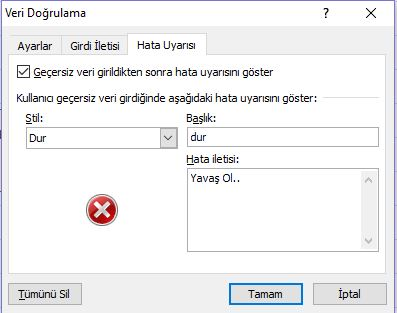 Veri Doğrulama
?
Ayarlar Girdi İletisi Hata Uyarısı
Geçersiz veri girildikten sonra hata uyarısını göster
Kullanıcı geçersiz veri girdiğinde aşağıdaki hata uyarısını göster:
Stil: Başlık:
Dur dur
Hata iletisi:
Yavaş Ol..
Tümünü Sil Tamam İptal